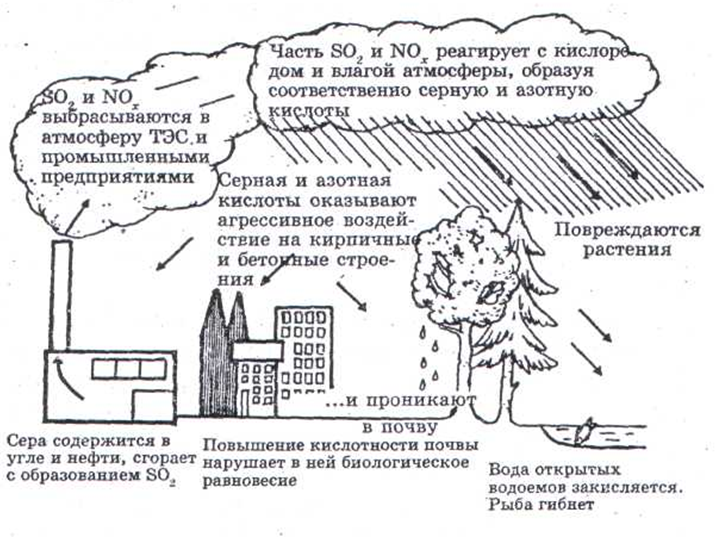 Часть SO₂ и NOₓ реагирует с кислоро-
дом и влагой атмосферы, образуя
соответственно серную и азотную
кислоты
SO₂ и NOₓ
выбрасываются в
атмосферу ТЭС и
промышленными
предприятиями
Серная и азотная
кислоты оказывают
агрессивное воздей-
ствие на кирпичные
и бетонные строе-
ния
Повреждаются
растения
...и проникают
в почву
Сера содержится в
угле и нефти, сгорает
с образованием SO₂
Повышение кислотности почвы
нарушает в ней биологическое
равновесие
Вода открытых
водоемов закисляется.
Рыба гибнет